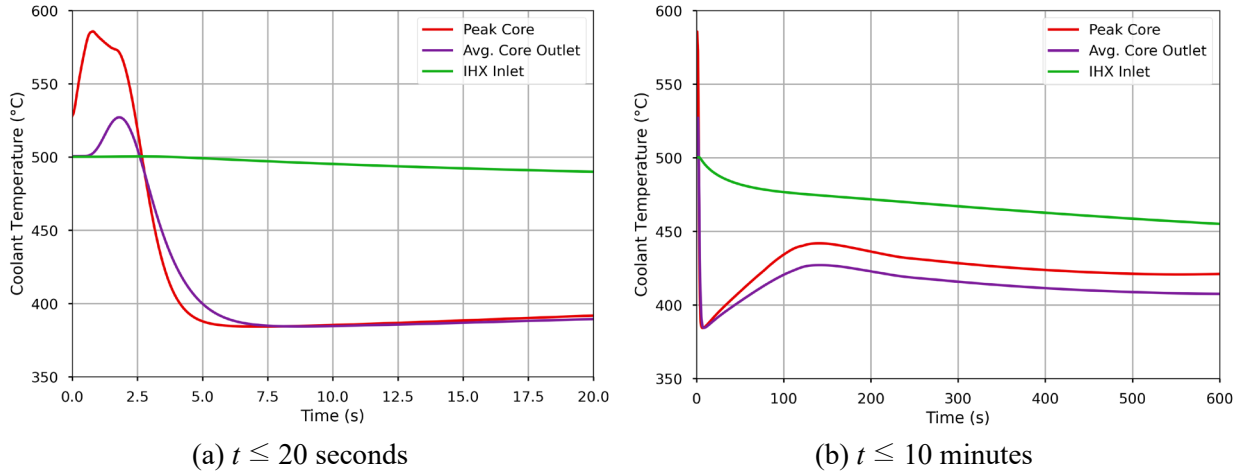 600
550
500
450
400
350
Coolant Temperature (°C)
Peak Core
Avg. Core Outlet
IHX Inlet
0.0 2.5 5.0 7.5 10.0 12.5 15.0 17.5 20.0
Time (s)
(a) t ≤ 20 seconds
600
550
500
450
400
350
Coolant Temperature (°C)
Peak Core
Avg. Core Outlet
IHX Inlet
0 100 200 300 400 500 600
Time (s)
(b) t ≤ 10 minutes